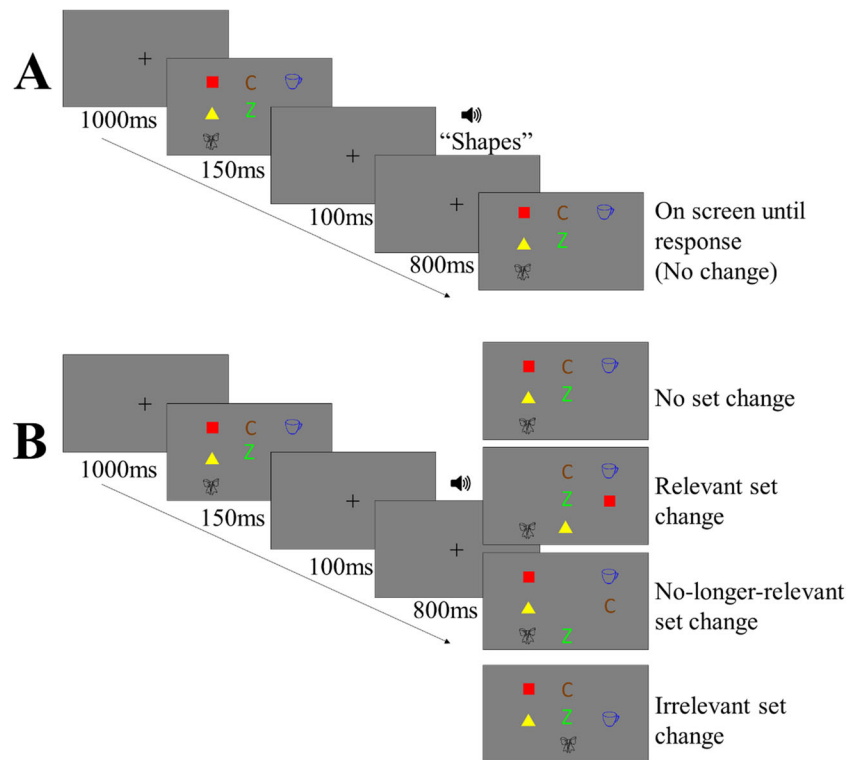 A
C
Z
1000ms
150ms
100ms
"Shapes"
800ms
C
Z
On screen until
response
(No change)
B
C
Z
1000ms
150ms
100ms
800ms
C
Z
No set change
C
Z
Relevant set
change
C
Z
No-longer-relevant
set change
C
Z
Irrelevant set
change